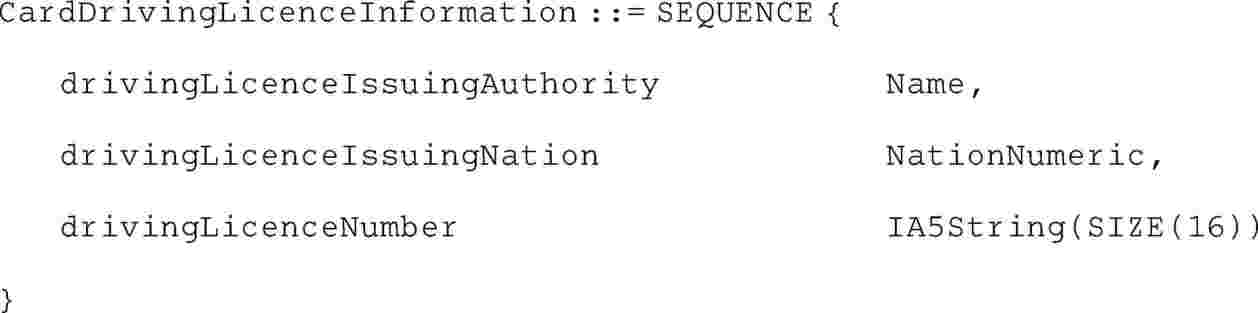 CardDrivingLicenceInformation ::= SEQUENCE {
drivingLicenceIssuingAuthority Name,
drivingLicenceIssuingNation NationNumeric,
drivingLicenceNumber IA5String(SIZE(16))
}